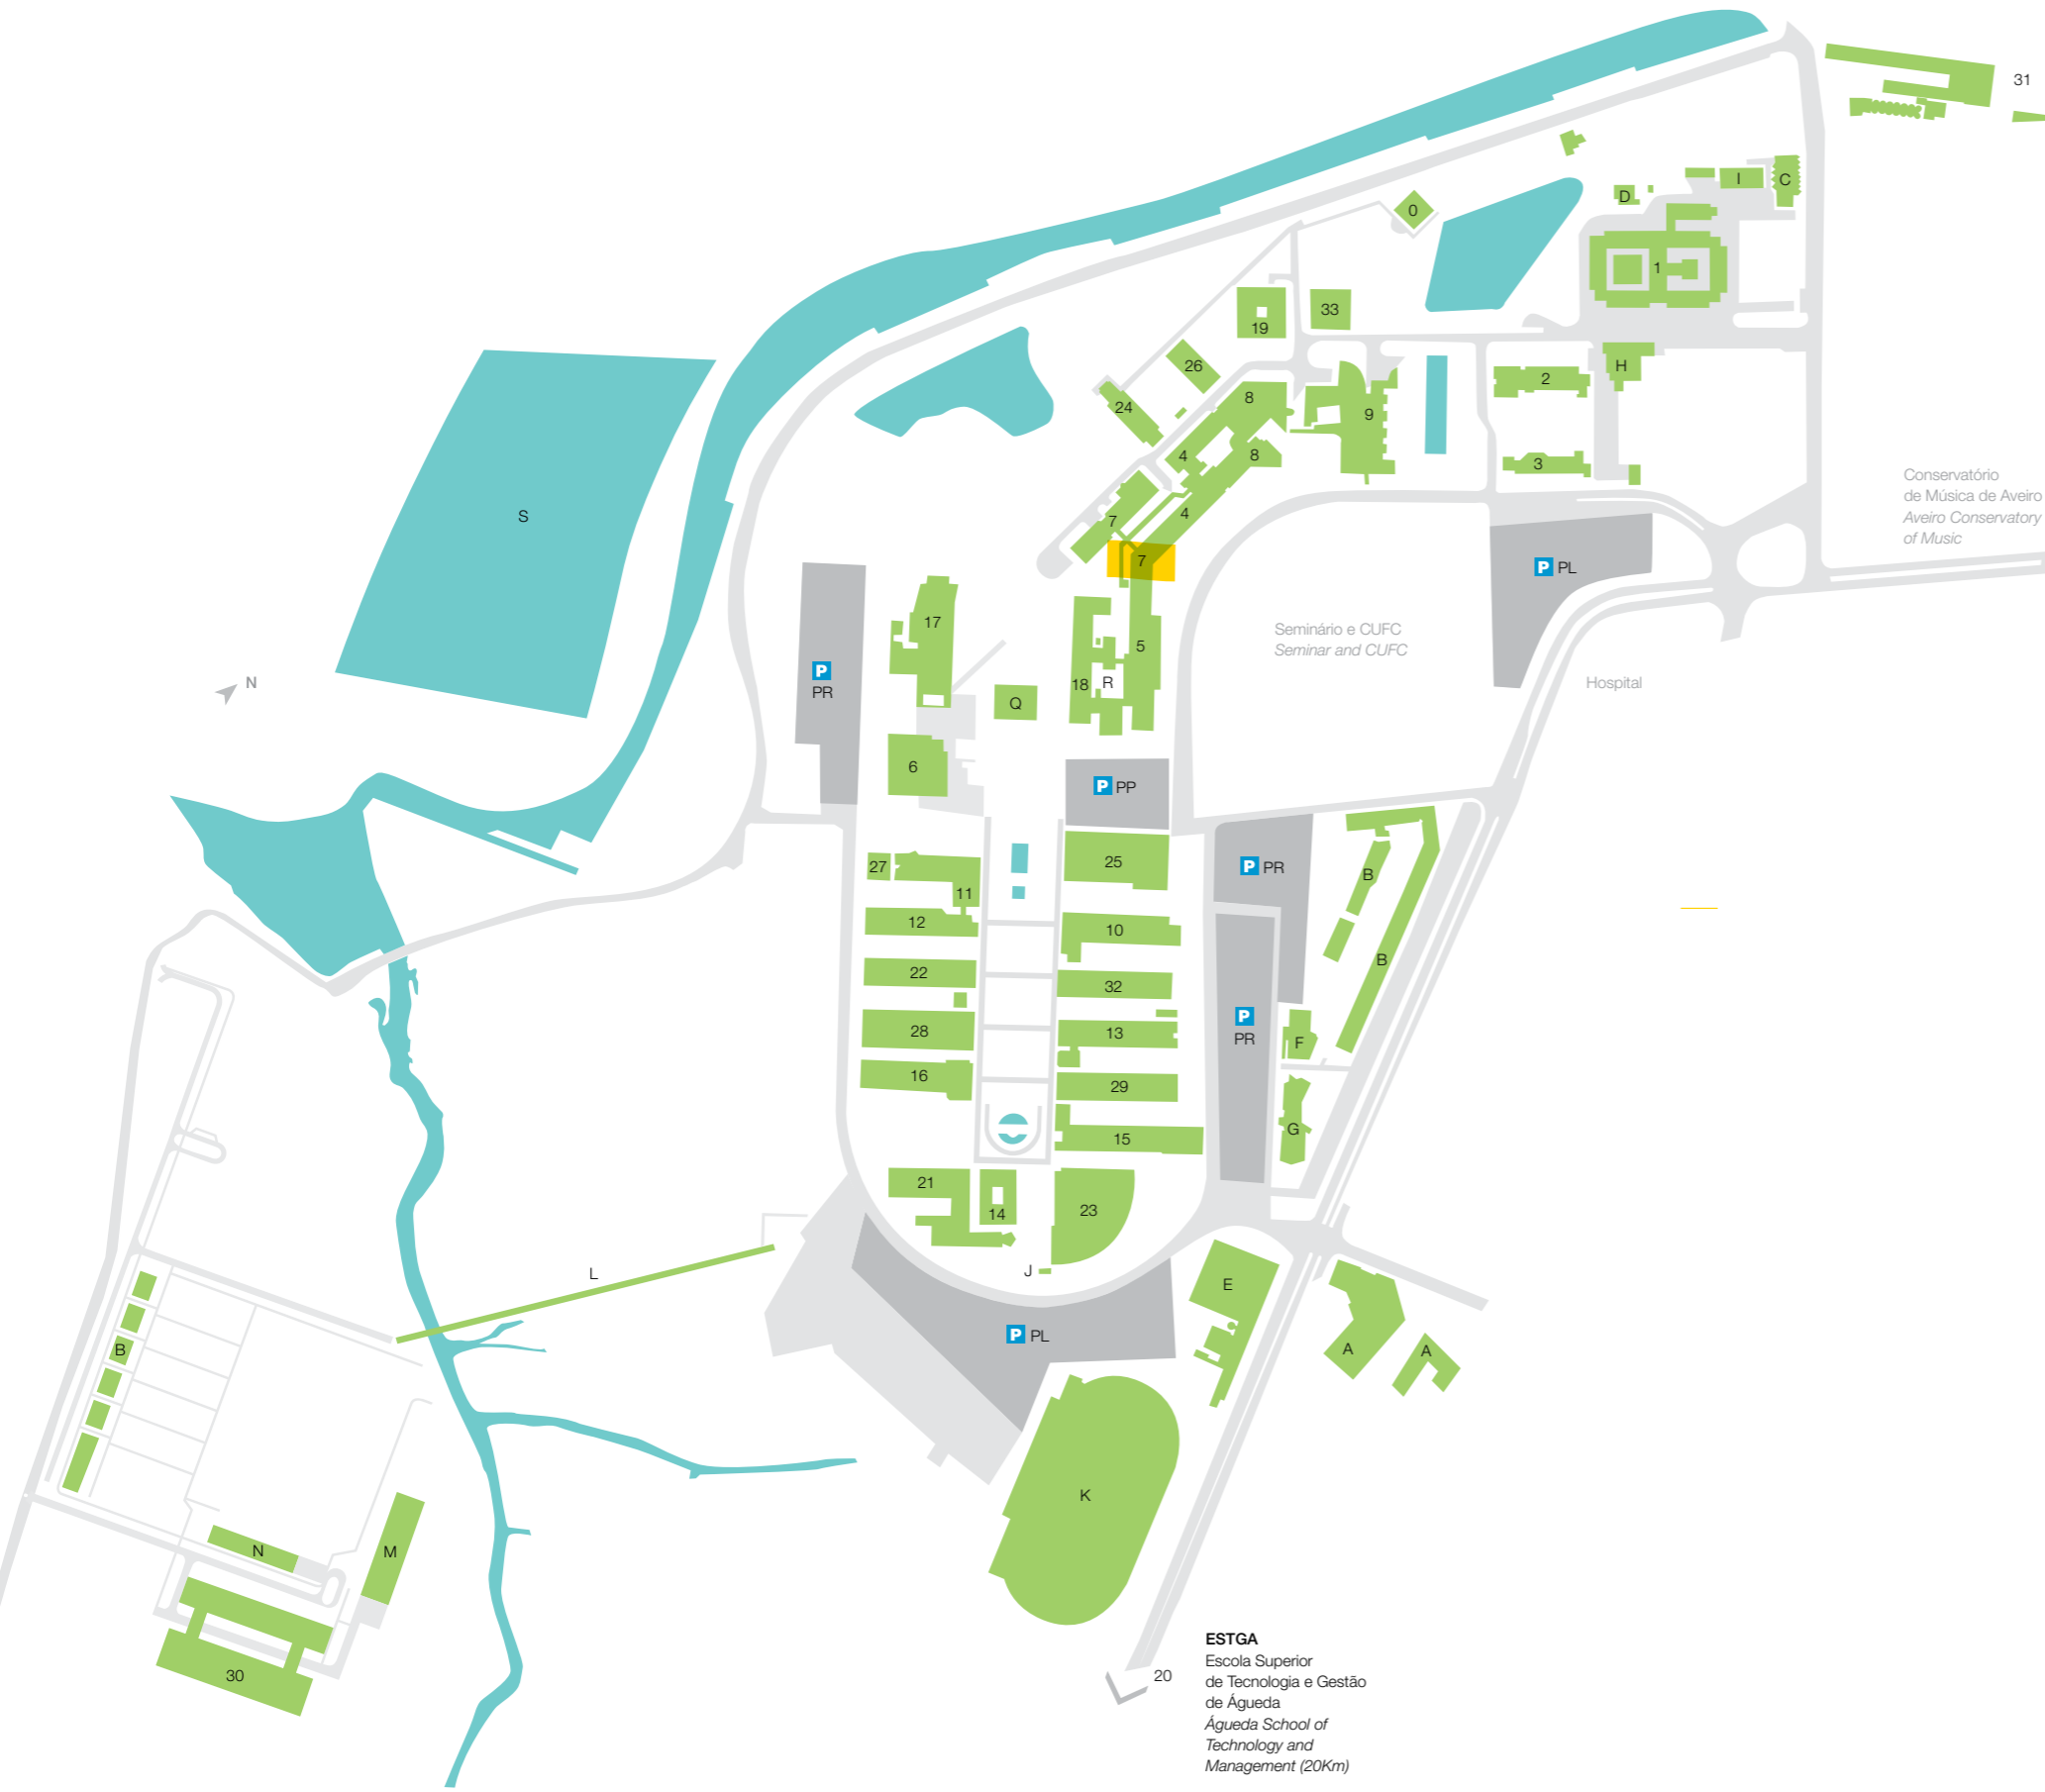 31
I
C
D
0
1
19
33
26
H
2
8
24
9
4
8
3
Conservatório
de Música de Aveiro
Aveiro Conservatory
of Music
S
7
4
7
P PL
17
Seminário e CUFC
Seminar and CUFC
5
P
PR
N
18
R
Hospital
Q
6
P PP
25
27
P PR
B
11
12
10
22
B
32
P
PR
28
13
F
16
29
G
15
21
14
23
L
J
E
P PL
B
A
A
K
N
M
30
20
ESTGA
Escola Superior
de Tecnologia e Gestão
de Águeda
Águeda School of
Technology and
Management (20Km)